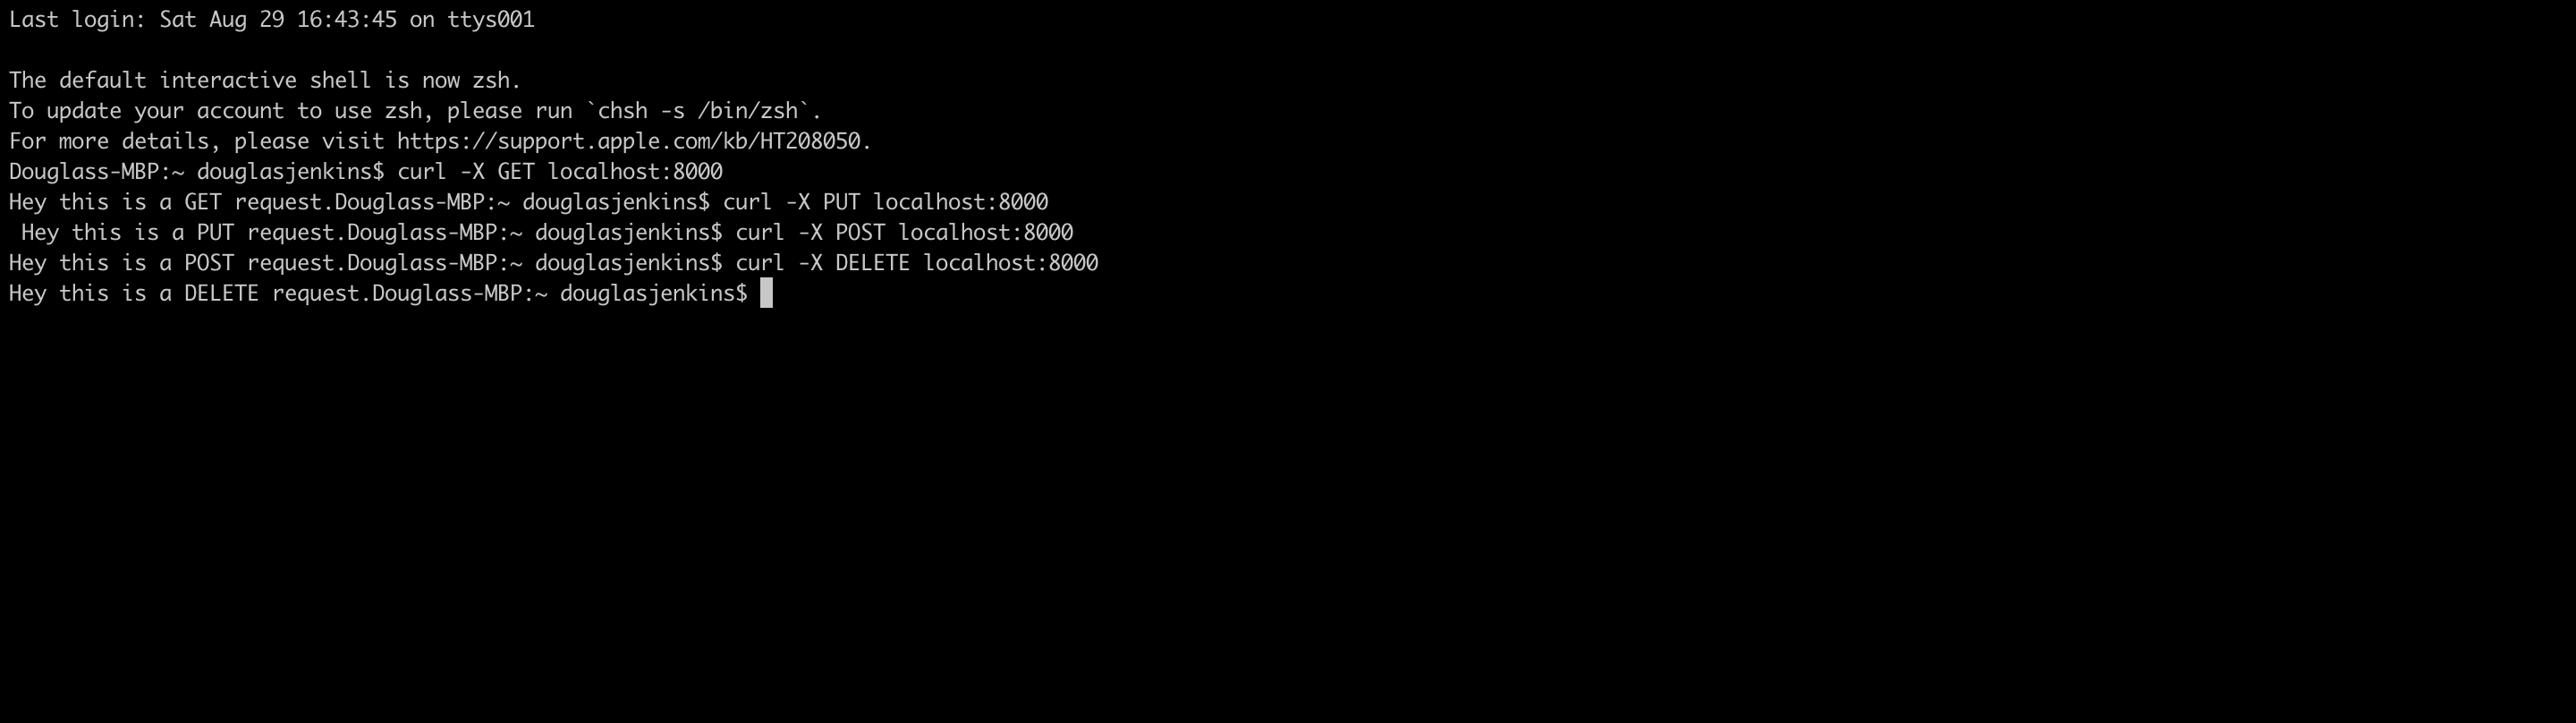 Last login: Sat Aug 29 16:43:45 on ttys001
The default interactive shell is now zsh.
To update your account to use zsh, please run `chsh -s /bin/zsh`.
For more details, please visit https://support.apple.com/kb/HT208050.
Douglass-MBP:~ douglasjenkins$ curl -X GET localhost:8000
Hey this is a GET request.Douglass-MBP:~ douglasjenkins$ curl -X PUT localhost:8000
 Hey this is a PUT request.Douglass-MBP:~ douglasjenkins$ curl -X POST localhost:8000
Hey this is a POST request.Douglass-MBP:~ douglasjenkins$ curl -X DELETE localhost:8000
Hey this is a DELETE request.Douglass-MBP:~ douglasjenkins$